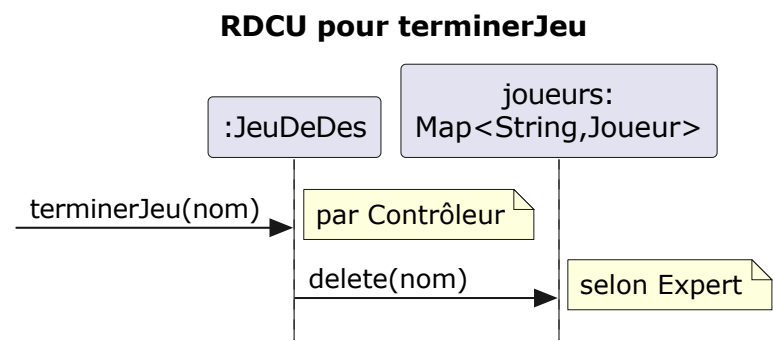 RDCU pour terminerJeu
:JeuDeDes
joueurs:
Map<String,Joueur>
terminerJeu(nom)
par Contrôleur
delete(nom)
selon Expert